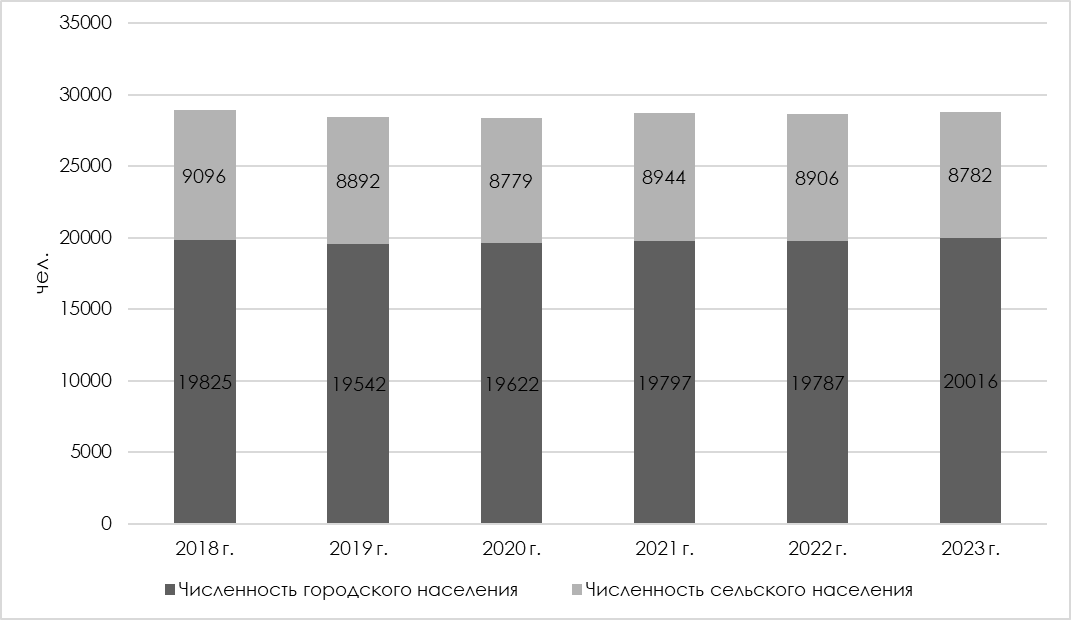 35000
30000
25000
20000
15000
10000
5000
0
чел.
9096
8892
8779
8944
8906
8782
19825
19542
19622
19797
19787
20016
2018 г.
2019 г.
2020 г.
2021 г.
2022 г.
2023 г.
Численность городского населения
Численность сельского населения